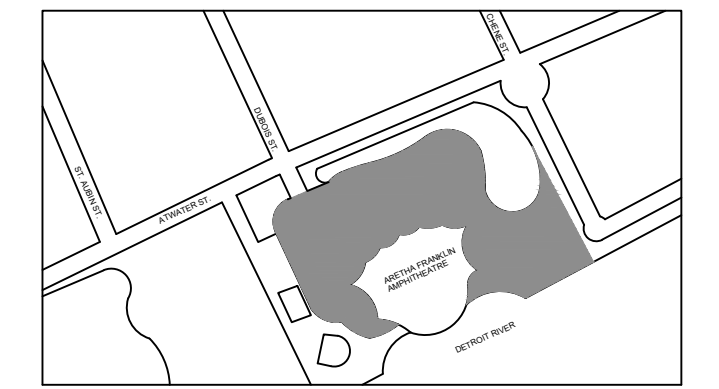 CHENE ST.
DUBOIS ST.
ST. AUBIN ST.
ATWATER ST.
ARETHA FRANKLIN
AMPHITHEATRE
DETROIT RIVER